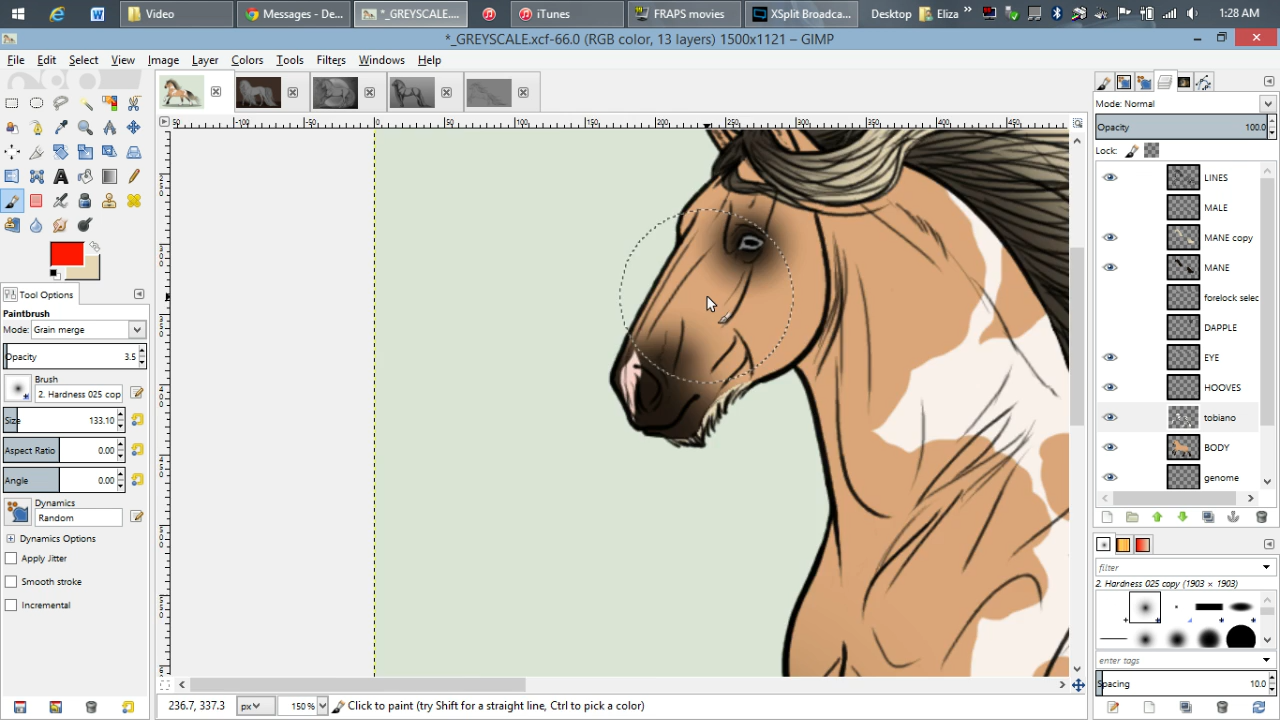 Video
Messages - D...
*_GREYSCALE....
iTunes
FRAPS movies
XSplit Broadca...
Desktop
Eliza
»
1:28 AM
*_GREYSCALE.xcf-66.0 (RGB color, 13 layers) 1500x1121 – GIMP
File Edit Select View Image Layer Colors Tools Filters Windows Help
Mode: Normal
Opacity 100.0
Lock:
LINES
MALE
MANE copy
MANE
forelock selec
DAPPLE
EYE
HOOVES
tobiano
BODY
genome
Tool Options
Paintbrush
Mode: Grain merge
Opacity 3.5
Brush
2. Hardness 025 cop
Size 133.10
Aspect Ratio 0.00
Angle 0.00
Dynamics
Random
Dynamics Options
Apply Jitter
Smooth stroke
Incremental
filter
2. Hardness 025 copy (1903 × 1903)
enter tags
Spacing 10.0
236.7, 337.3 px 150 % Click to paint (try Shift for a straight line, Ctrl to pick a color)